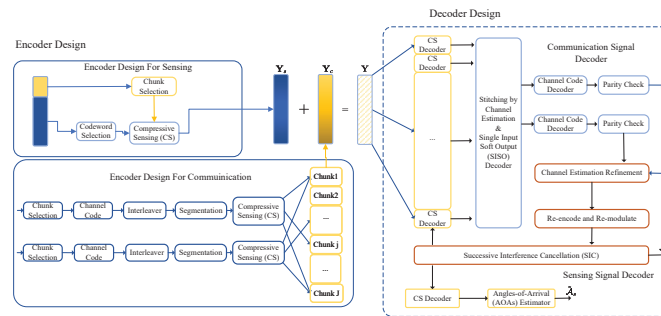 Decoder Design
Encoder Design
Encoder Design For Sensing
Chunk
Selection
Codeword
Selection
Compressive
Sensing (CS)
Y_s
+
Y_c
=
Y
CS
Decoder
CS
Decoder
...
CS
Decoder
Stitching by
Channel
Estimation
&
Single Input
Soft Output
(SISO)
Decoder
Communication Signal
Decoder
Channel Code
Decoder
Parity Check
Channel Code
Decoder
Parity Check
Channel Estimation Refinement
Re-encode and Re-modulate
Successive Interference Cancellation (SIC)
Sensing Signal Decoder
CS Decoder
Angles-of-Arrival
(AOAs) Estimator
Encoder Design For Communication
Chunk
Selection
Channel
Code
Interleaver
Segmentation
Compressive
Sensing (CS)
Chunk
Selection
Channel
Code
Interleaver
Segmentation
Compressive
Sensing (CS)
Chunk1
Chunk2
...
Chunk j
...
Chunk J